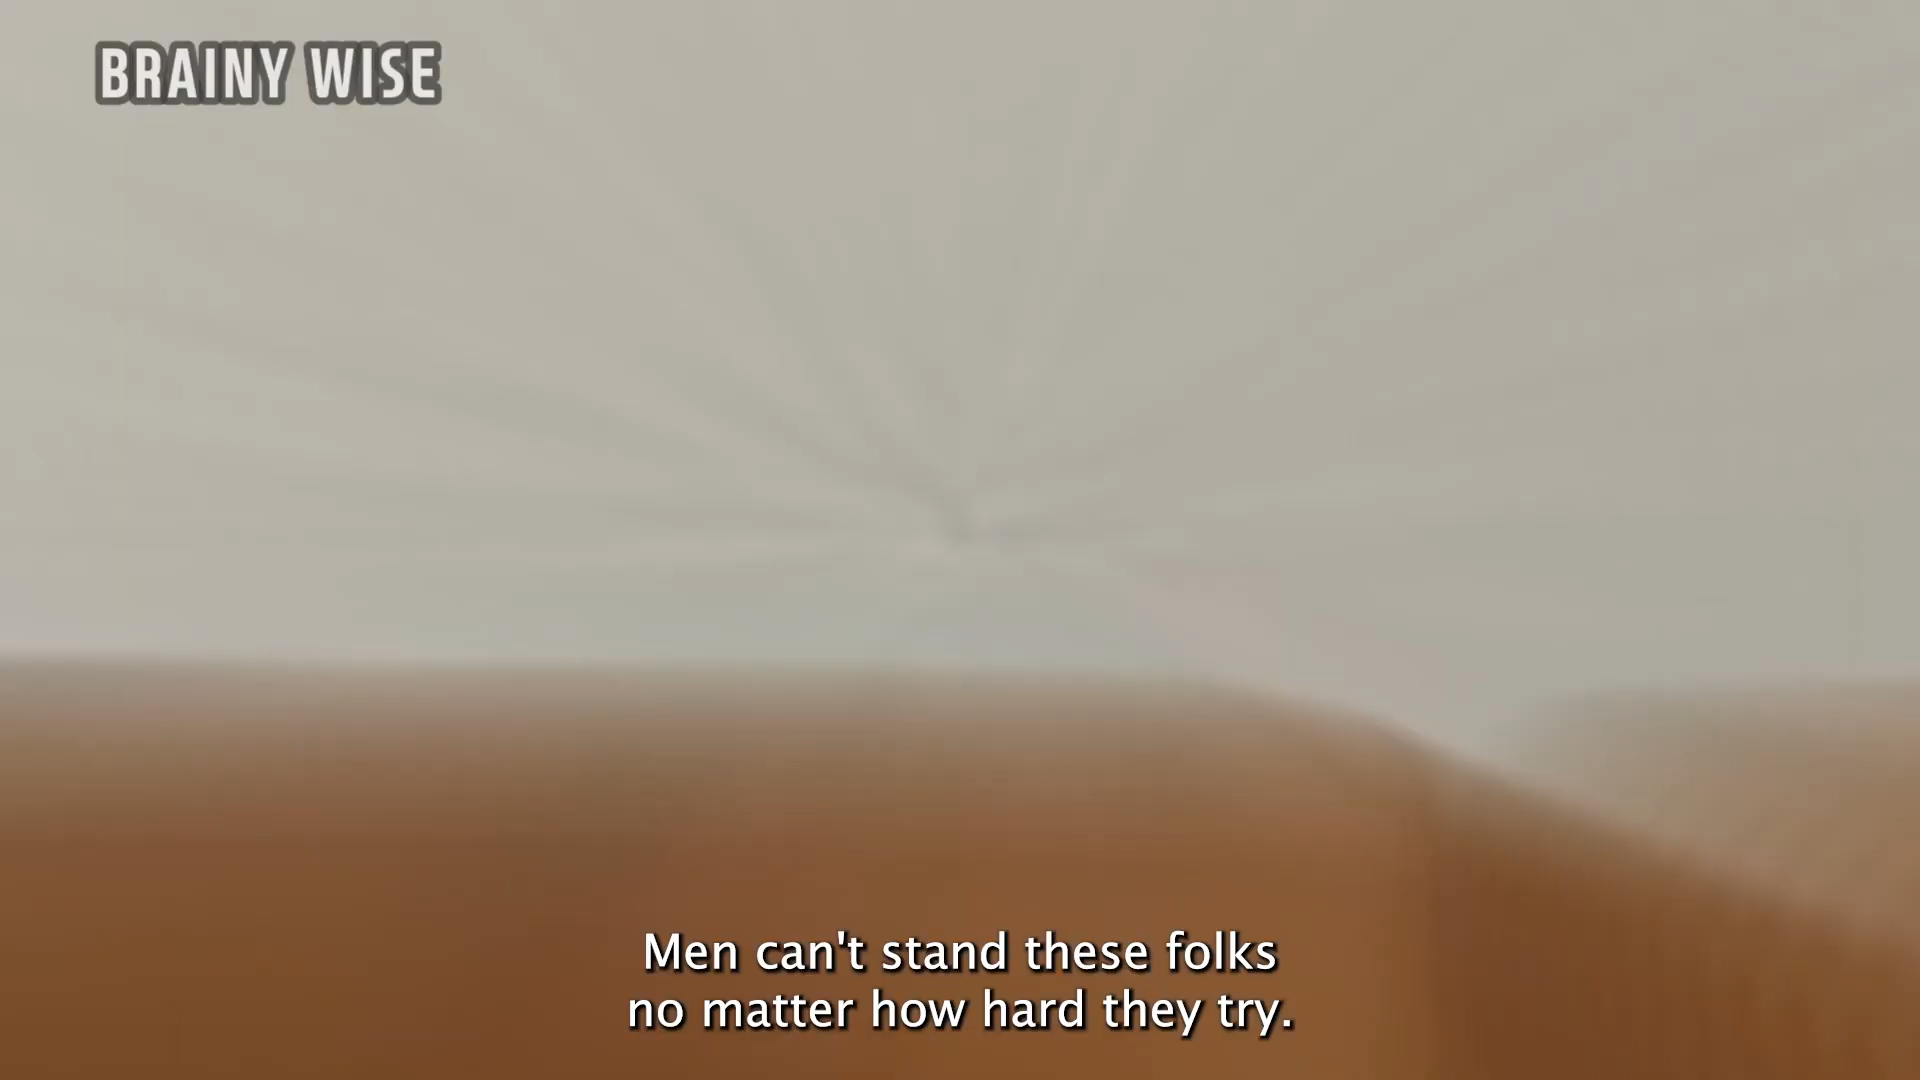 BRAINY WISE
Men can't stand these folks
no matter how hard they try.